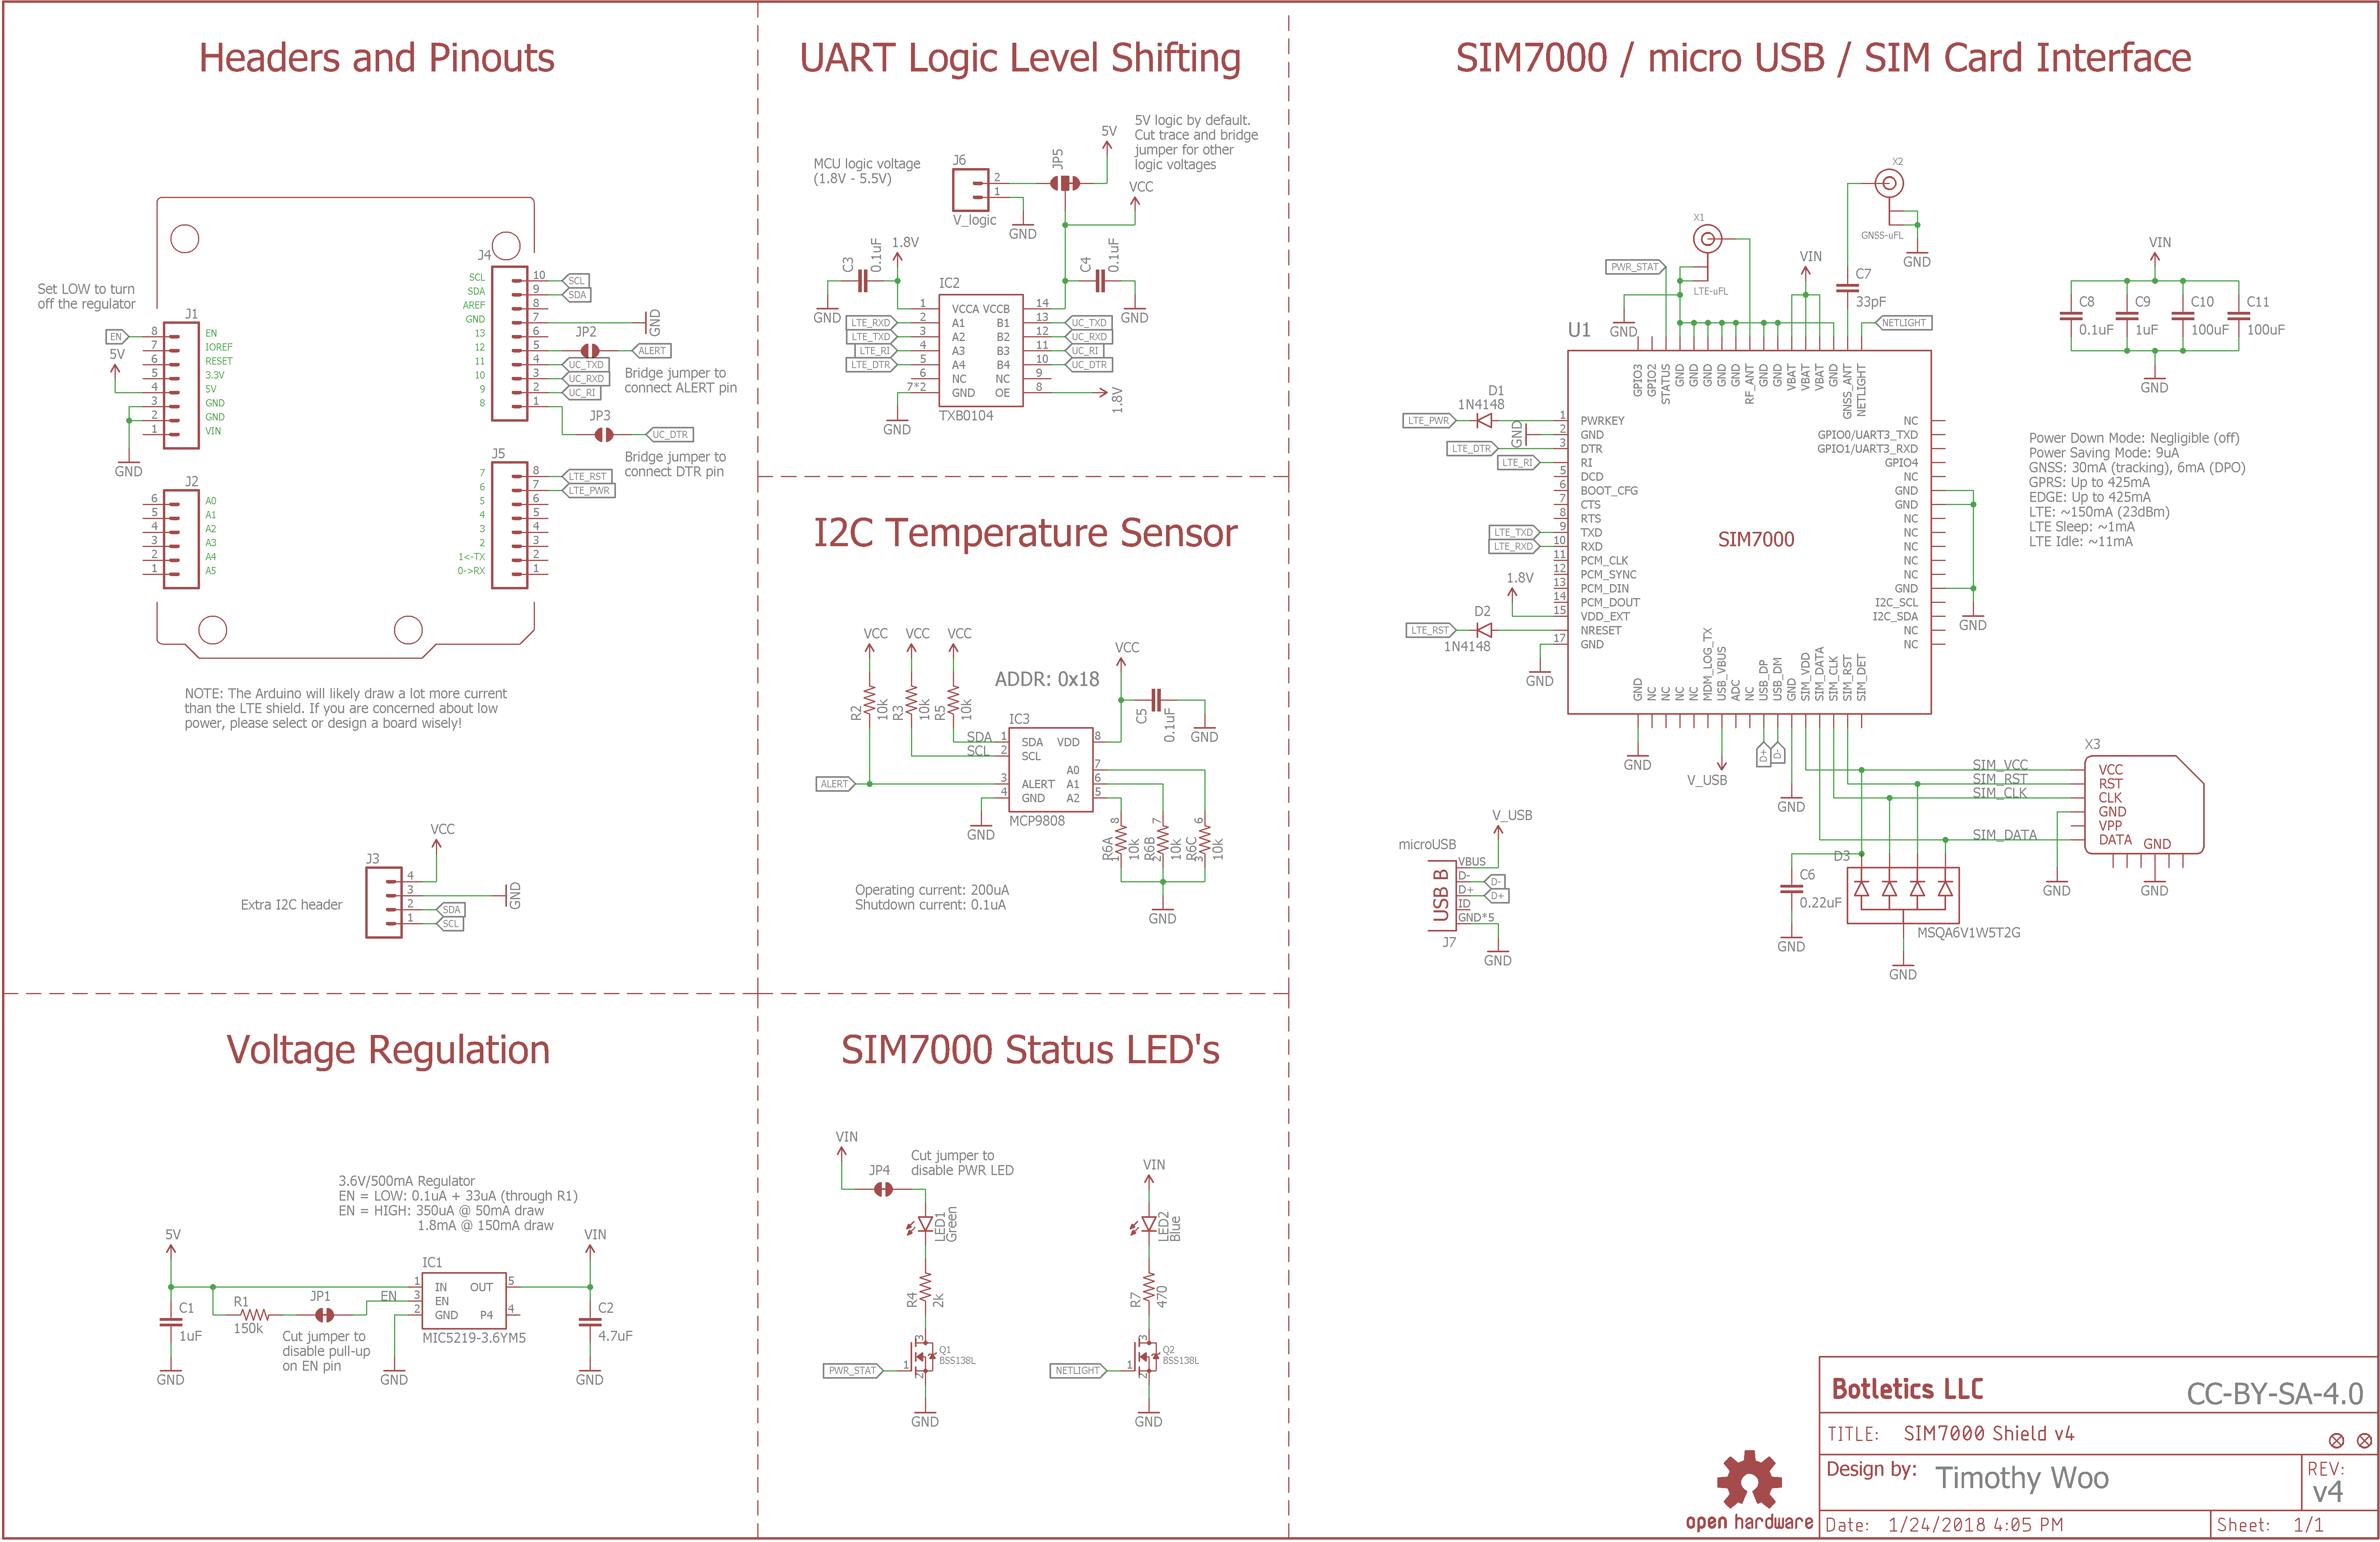 Headers and Pinouts
Set LOW to turn
off the regulator
J1
EN
8 EN
7 IOREF
5V
6 RESET
5 3.3V
4 5V
3 GND
2 GND
1 VIN
GND
J2
6 A0
5 A1
4 A2
3 A3
2 A4
1 A5
J4
SCL 10 SCL
SDA 9 SDA
AREF 8
GND 7 GND
13 6
JP2
12 5 ALERT
11 4 UC_TXD
10 3 UC_RXD
9 2 UC_RI
8 1
Bridge jumper to
connect ALERT pin
JP3
UC_DTR
Bridge jumper to
connect DTR pin
J5
7 8 LTE_RST
6 7 LTE_PWR
5 6
4 5
3 4
2 3
1<-TX 2
0->RX 1
NOTE: The Arduino will likely draw a lot more current
than the LTE shield. If you are concerned about low
power, please select or design a board wisely!
VCC
J3
4
3 GND
2 SDA
1 SCL
Extra I2C header
UART Logic Level Shifting
MCU logic voltage
(1.8V - 5.5V)
J6
2
1
V_logic
GND
JP5
5V
5V logic by default.
Cut trace and bridge
jumper for other
logic voltages
VCC
C3
0.1uF
1.8V
GND
C4
0.1uF
GND
IC2
1 VCCA VCCB 14
LTE_RXD 2 A1 B1 13 UC_TXD
LTE_TXD 3 A2 B2 12 UC_RXD
LTE_RI 4 A3 B3 11 UC_RI
LTE_DTR 5 A4 B4 10 UC_DTR
6 NC NC 9
7*2 GND OE 8 1.8V
TXB0104
GND
I2C Temperature Sensor
VCC VCC VCC
VCC
ADDR: 0x18
R2
10k
R3
10k
R5
10k
C5
0.1uF
GND
IC3
SDA 1 SDA VDD 8
SCL 2 SCL
A0 7
ALERT 3 ALERT A1 6
4 GND A2 5
MCP9808
GND
R6A
8
1
10k
R6B
7
2
10k
R6C
6
3
10k
GND
Operating current: 200uA
Shutdown current: 0.1uA
SIM7000 / micro USB / SIM Card Interface
X2
GNSS-uFL
GND
X1
LTE-uFL
PWR_STAT
GND
VIN
C7
33pF
NETLIGHT
VIN
C8
0.1uF
C9
1uF
C10
100uF
C11
100uF
GND
U1
GPIO3
GPIO2
STATUS
GND
GND
GND
GND
GND
RF_ANT
GND
GND
VBAT
VBAT
VBAT
GND
GNSS_ANT
NETLIGHT
D1
1N4148
LTE_PWR 1 PWRKEY
GND 2 GND
LTE_DTR 3 DTR
LTE_RI 4 RI
5 DCD
6 BOOT_CFG
7 CTS
8 RTS
LTE_TXD 9 TXD
LTE_RXD 10 RXD
11 PCM_CLK
12 PCM_SYNC
13 PCM_DIN
14 PCM_DOUT
1.8V 15 VDD_EXT
D2
LTE_RST NRESET
1N4148
17 GND
GND
SIM7000
NC
GPIO0/UART3_TXD
GPIO1/UART3_RXD
GPIO4
NC
GND
GND
NC
NC
NC
NC
NC
GND
I2C_SCL
I2C_SDA
NC
NC
GND
GND
NC
NC
NC
NC
MDM_LOG_TX
USB_VBUS
ADC
NC
USB_DP
USB_DM
GND
SIM_VDD
SIM_DATA
SIM_CLK
SIM_RST
SIM_DET
GND
V_USB
D+
D-
GND
Power Down Mode: Negligible (off)
Power Saving Mode: 9uA
GNSS: 30mA (tracking), 6mA (DPO)
GPRS: Up to 425mA
EDGE: Up to 425mA
LTE: ~150mA (23dBm)
LTE Sleep: ~1mA
LTE Idle: ~11mA
X3
SIM_VCC VCC
SIM_RST RST
SIM_CLK CLK
GND
VPP
SIM_DATA DATA
GND
GND
GND
D3
C6
0.22uF
GND
MSQA6V1W5T2G
GND
V_USB
microUSB
USB B
VBUS
D- D-
D+ D+
ID
GND*5
J7
GND
Voltage Regulation
3.6V/500mA Regulator
EN = LOW: 0.1uA + 33uA (through R1)
EN = HIGH: 350uA @ 50mA draw
1.8mA @ 150mA draw
5V
VIN
IC1
1 IN OUT 5
EN 3 EN
2 GND P4 4
MIC5219-3.6YM5
R1
150k
JP1
Cut jumper to
disable pull-up
on EN pin
C1
1uF
C2
4.7uF
GND
GND
GND
SIM7000 Status LED's
VIN
JP4
Cut jumper to
disable PWR LED
LED1
Green
R4
2k
PWR_STAT 1
3
2
Q1
BSS138L
GND
VIN
LED2
Blue
R7
470
NETLIGHT 1
3
2
Q2
BSS138L
GND
open hardware
Botletics LLC
CC-BY-SA-4.0
TITLE: SIM7000 Shield v4
Design by: Timothy Woo
REV:
v4
Date: 1/24/2018 4:05 PM
Sheet: 1/1